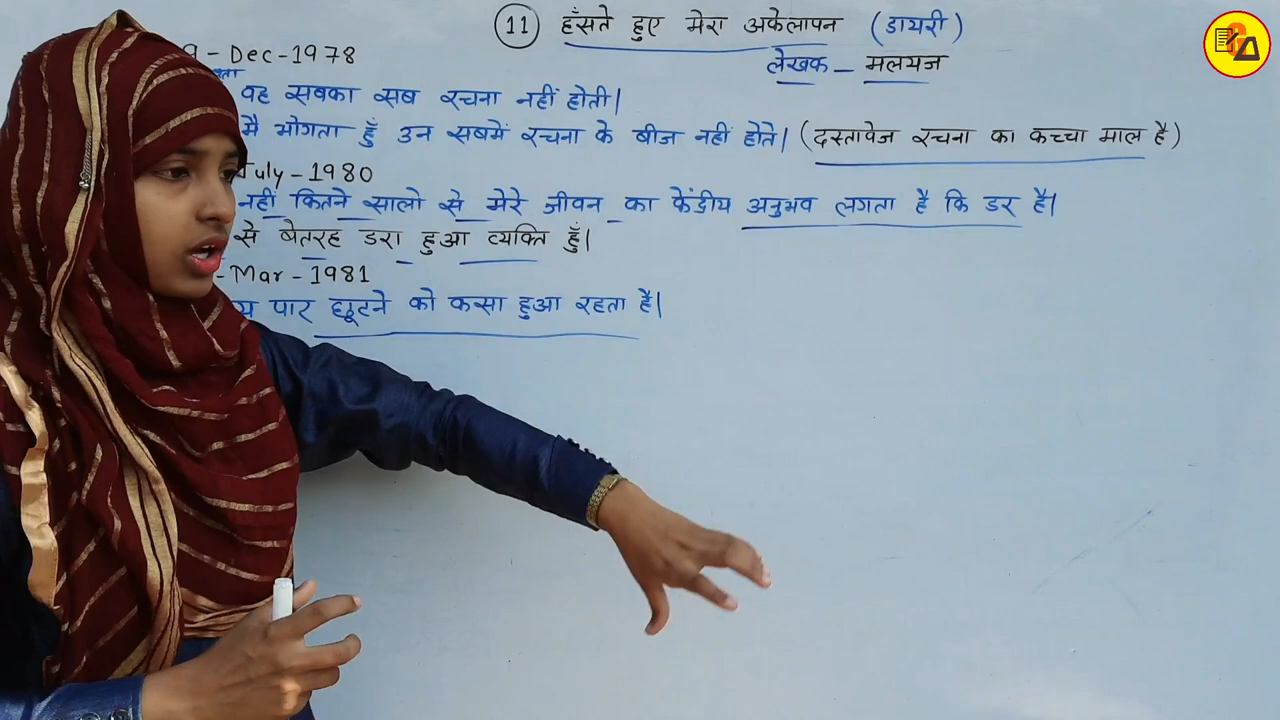 11 हँसते हुए मेरा अकेलापन (डायरी)
लेखक - मलयज
9 - Dec - 1978
वह सबका सब रचना नहीं होती।
मै भोगता हूँ उन सबमें रचना के बीज नहीं होते। (दस्तावेज रचना का कच्चा माल है)
July - 1980
नहीं कितने सालो से मेरे जीवन का केंद्रीय अनुभव लगता है कि डर है।
से बेतरह डरा हुआ व्यक्ति हूँ।
- Mar - 1981
पार छूटने को कसा हुआ रहता है।